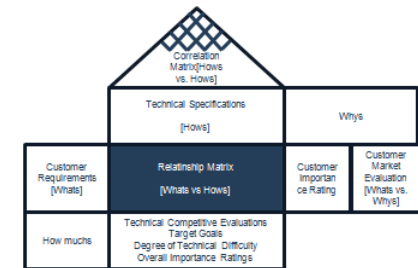 Correlation
Matrix[Hows
vs. Hows]
Technical Specifications
[Hows]
Whys
Customer
Requirements
[Whats]
Relatinship Matrix
[Whats vs Hows]
Customer
Importan
ce Rating
Customer
Market
Evaluation
[Whats vs.
Whys]
How muchs
Technical Competitive Evaluations
Target Goals
Degree of Technical Difficulty
Overall Importance Ratings